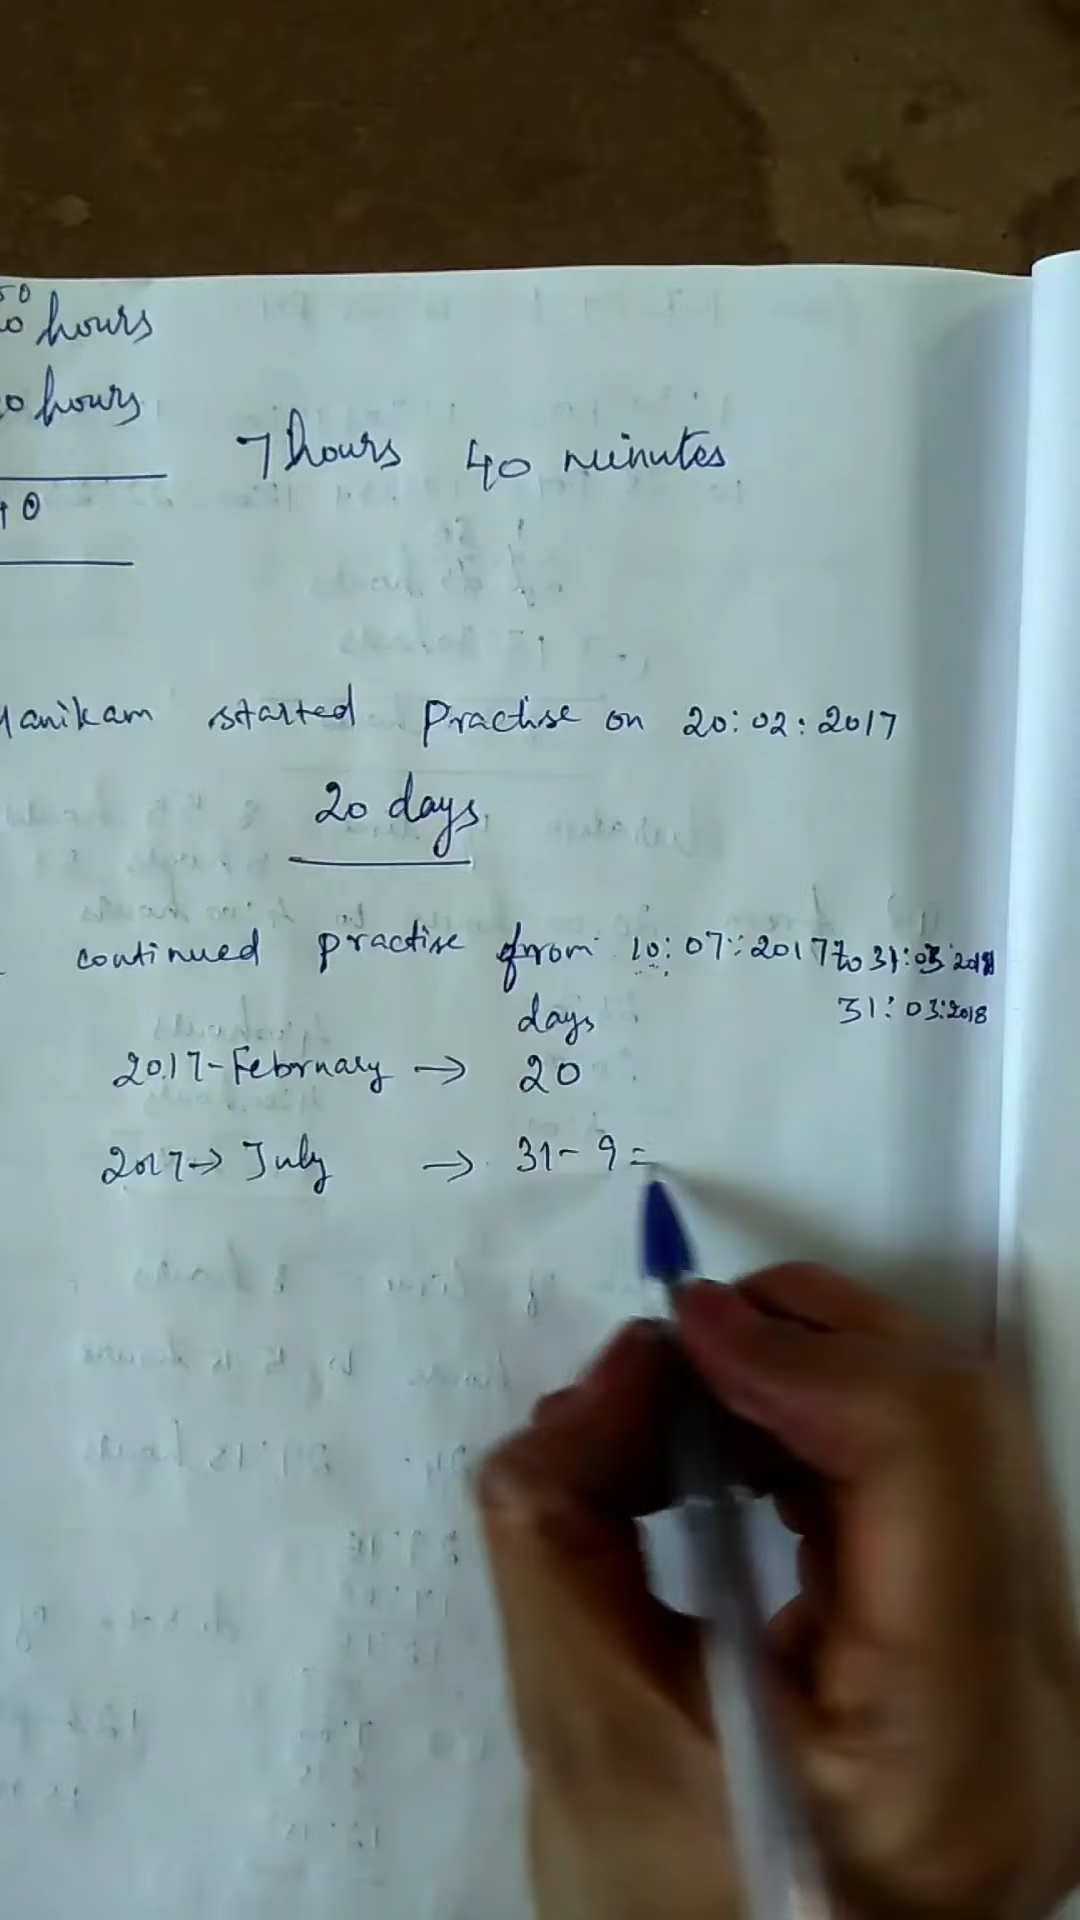 hours
hours
7 hours 40 minutes
started Practise on 20:02:2017
20 days
continued practise from 10:07:2017 to 31:03:2018
days 31:03:2018
2017-February → 20
2017→ July → 31-9=